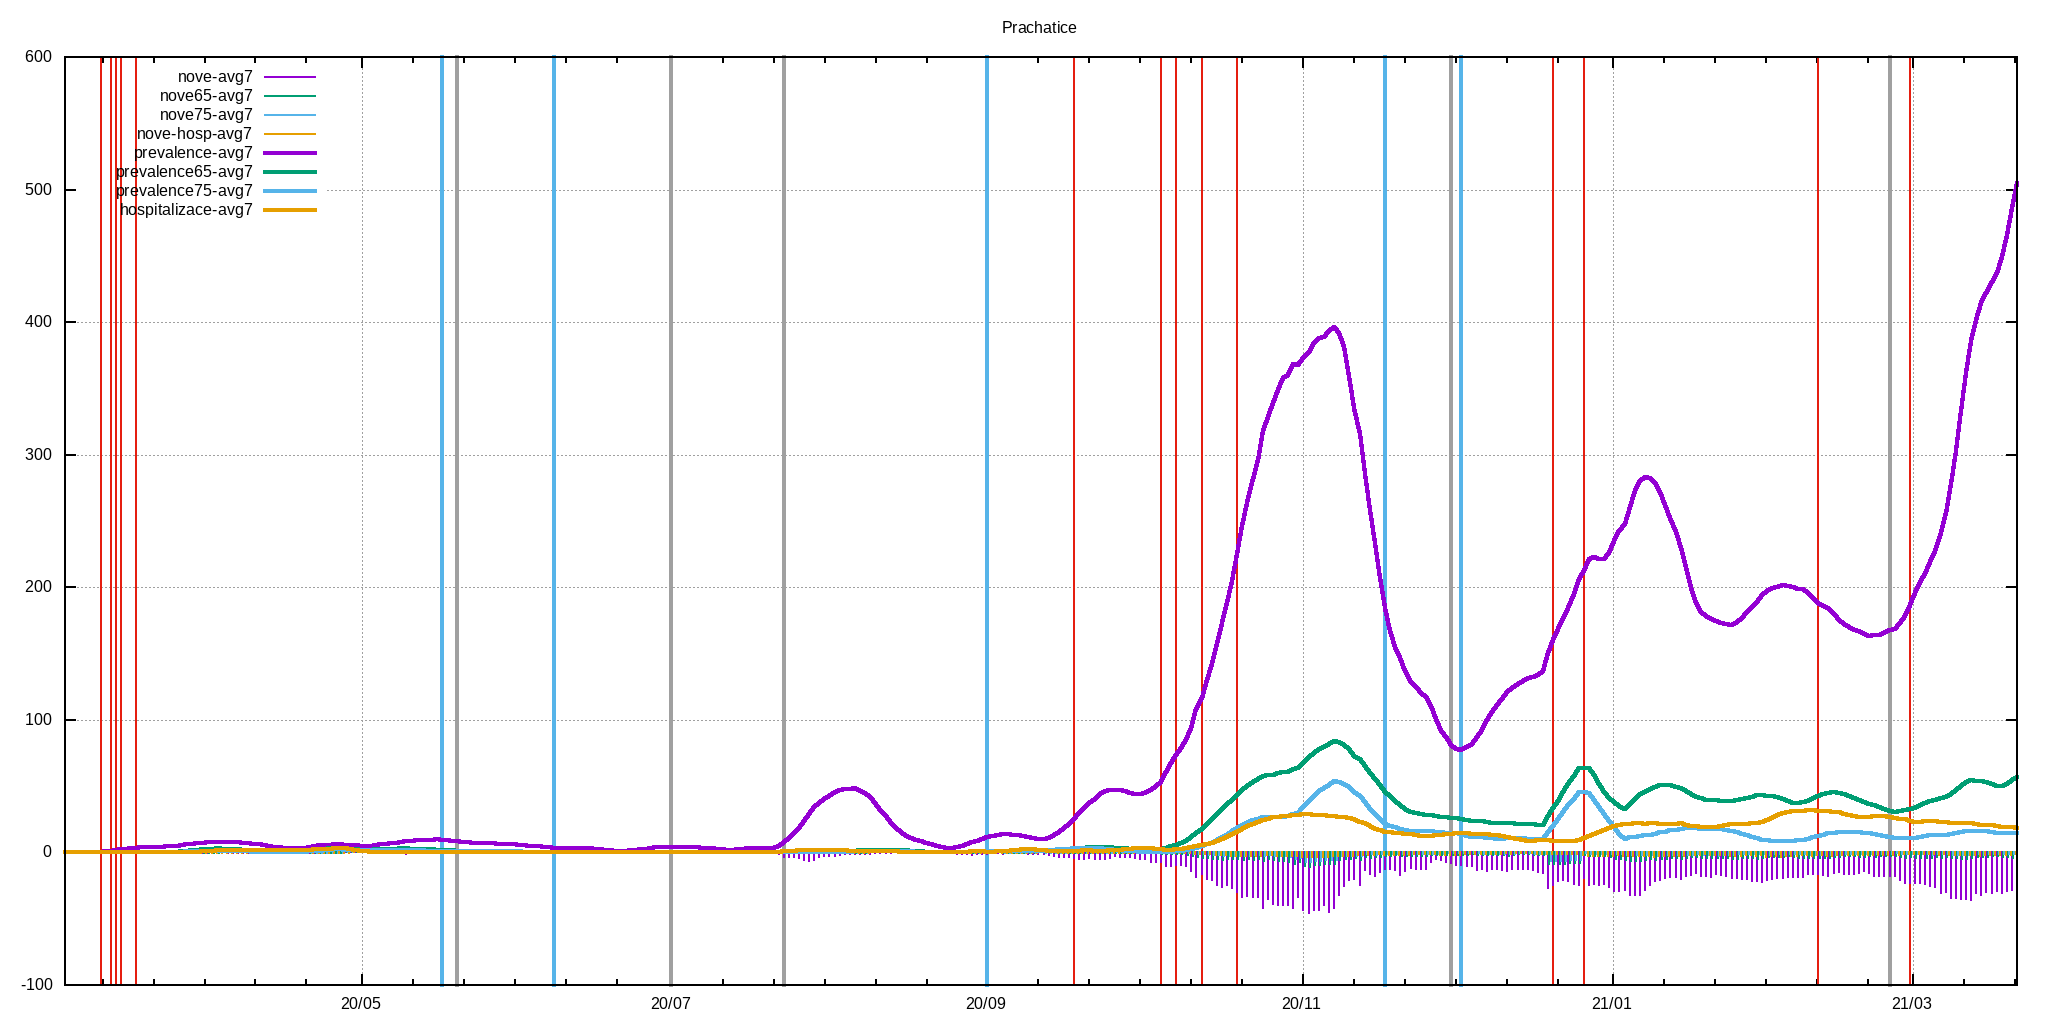 Prachatice
600
500
400
300
200
100
0
-100
nove-avg7
nove65-avg7
nove75-avg7
nove-hosp-avg7
prevalence-avg7
prevalence65-avg7
prevalence75-avg7
hospitalizace-avg7
20/05
20/07
20/09
20/11
21/01
21/03